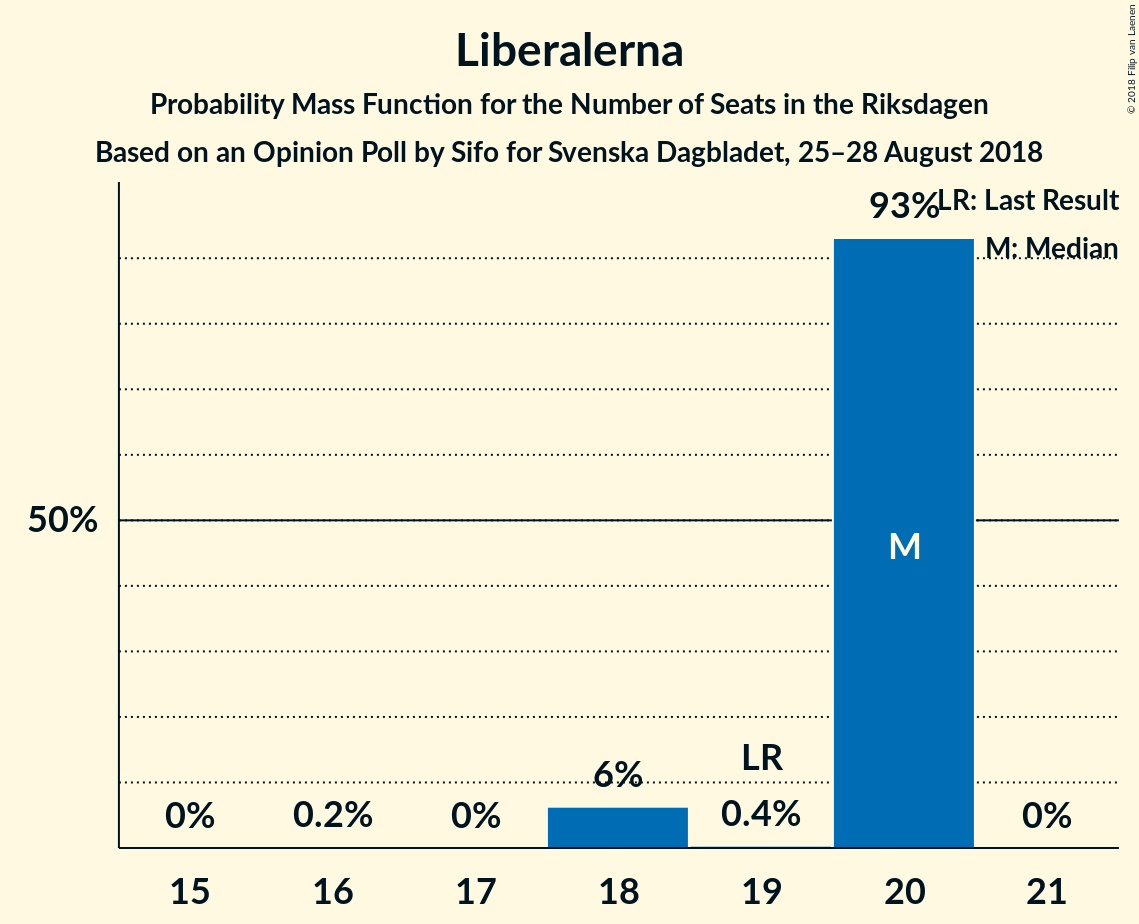 Liberalerna
Probability Mass Function for the Number of Seats in the Riksdagen
Based on an Opinion Poll by Sifo for Svenska Dagbladet, 25–28 August 2018
© 2018 Filip van Laenen
LR: Last Result
M: Median
93%
50%
M
LR
6%
0%
0.2%
0%
0.4%
0%
15
16
17
18
19
20
21